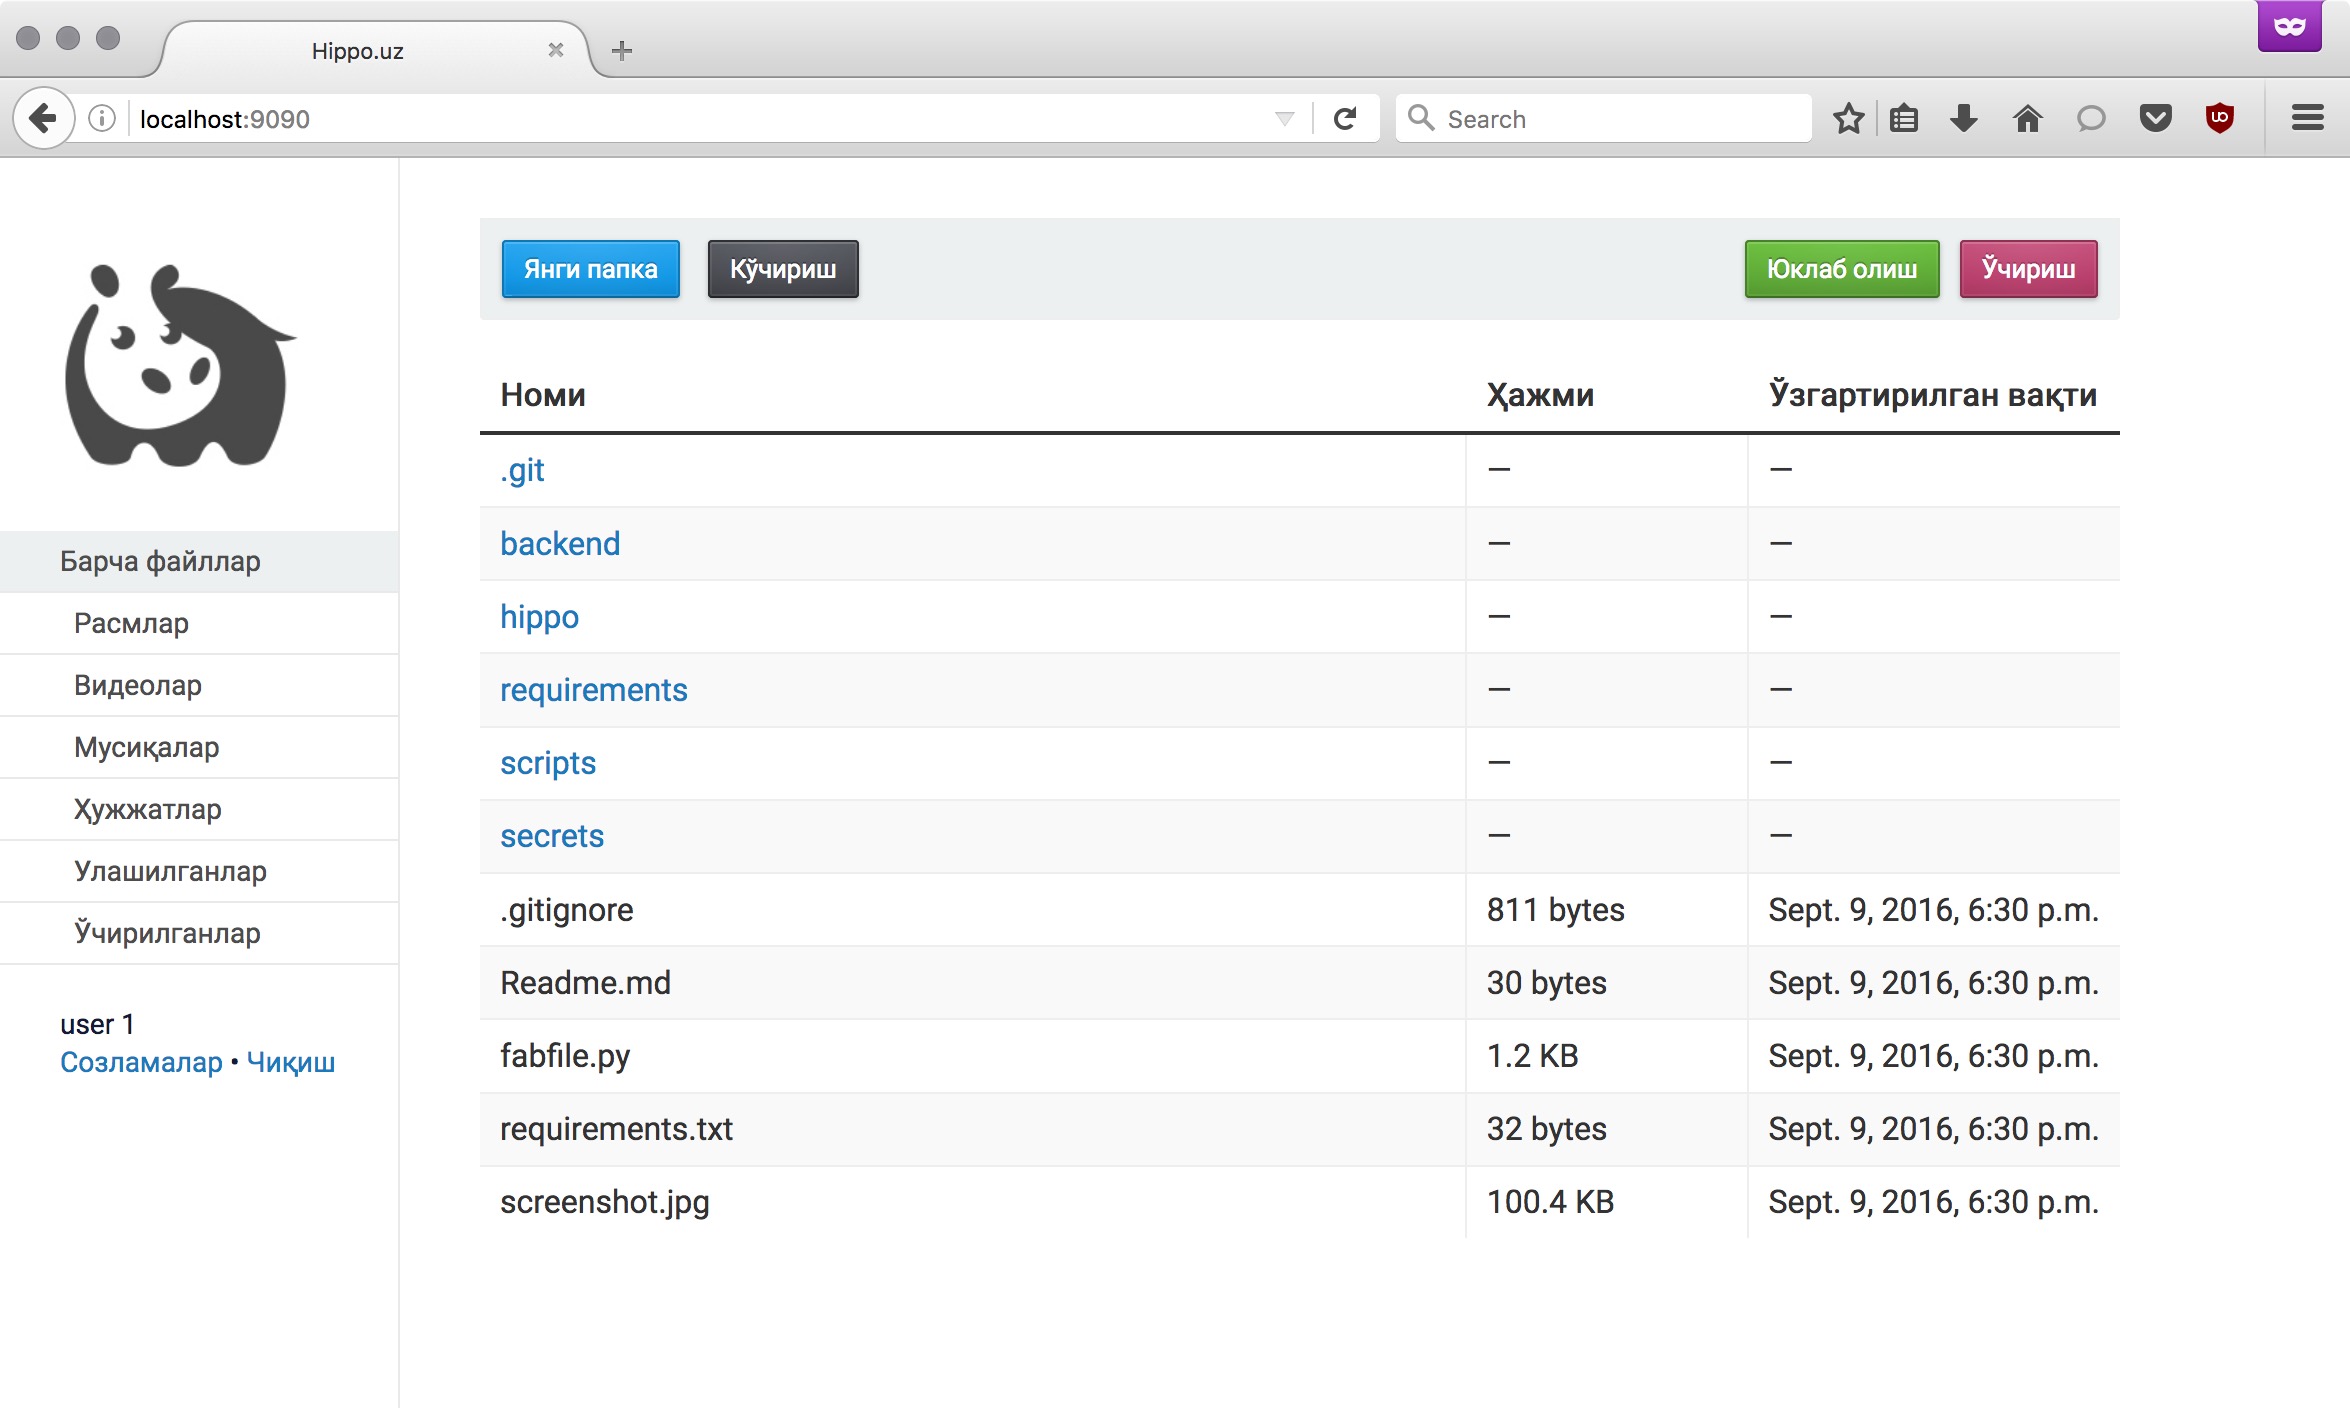 Hippo.uz
localhost:9090
Search
Янги папка Кўчириш Юклаб олиш Ўчириш
Барча файллар
Расмлар
Видеолар
Мусиқалар
Ҳужжатлар
Улашилганлар
Ўчирилганлар
user 1
Созламалар • Чиқиш
Номи Ҳажми Ўзгартирилган вақти
.git — —
backend — —
hippo — —
requirements — —
scripts — —
secrets — —
.gitignore 811 bytes Sept. 9, 2016, 6:30 p.m.
Readme.md 30 bytes Sept. 9, 2016, 6:30 p.m.
fabfile.py 1.2 KB Sept. 9, 2016, 6:30 p.m.
requirements.txt 32 bytes Sept. 9, 2016, 6:30 p.m.
screenshot.jpg 100.4 KB Sept. 9, 2016, 6:30 p.m.